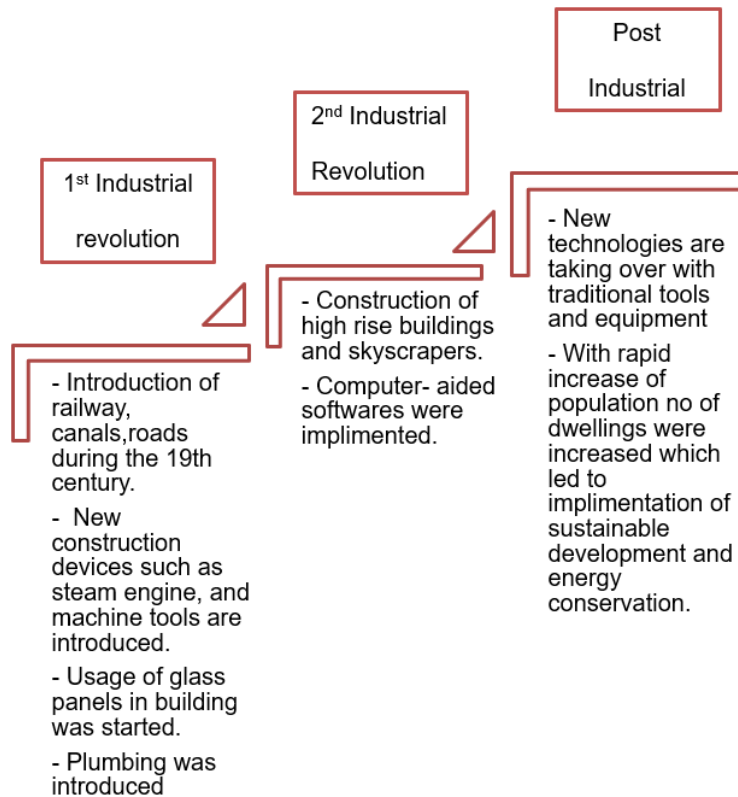 1st Industrial
revolution
- Introduction of
railway,
canals,roads
during the 19th
century.
- New
construction
devices such as
steam engine, and
machine tools are
introduced.
- Usage of glass
panels in building
was started.
- Plumbing was
introduced
2nd Industrial
Revolution
- Construction of
high rise buildings
and skyscrapers.
- Computer- aided
softwares were
implimented.
Post
Industrial
- New
technologies are
taking over with
traditional tools
and equipment
- With rapid
increase of
population no of
dwellings were
increased which
led to
implimentation of
sustainable
development and
energy
conservation.